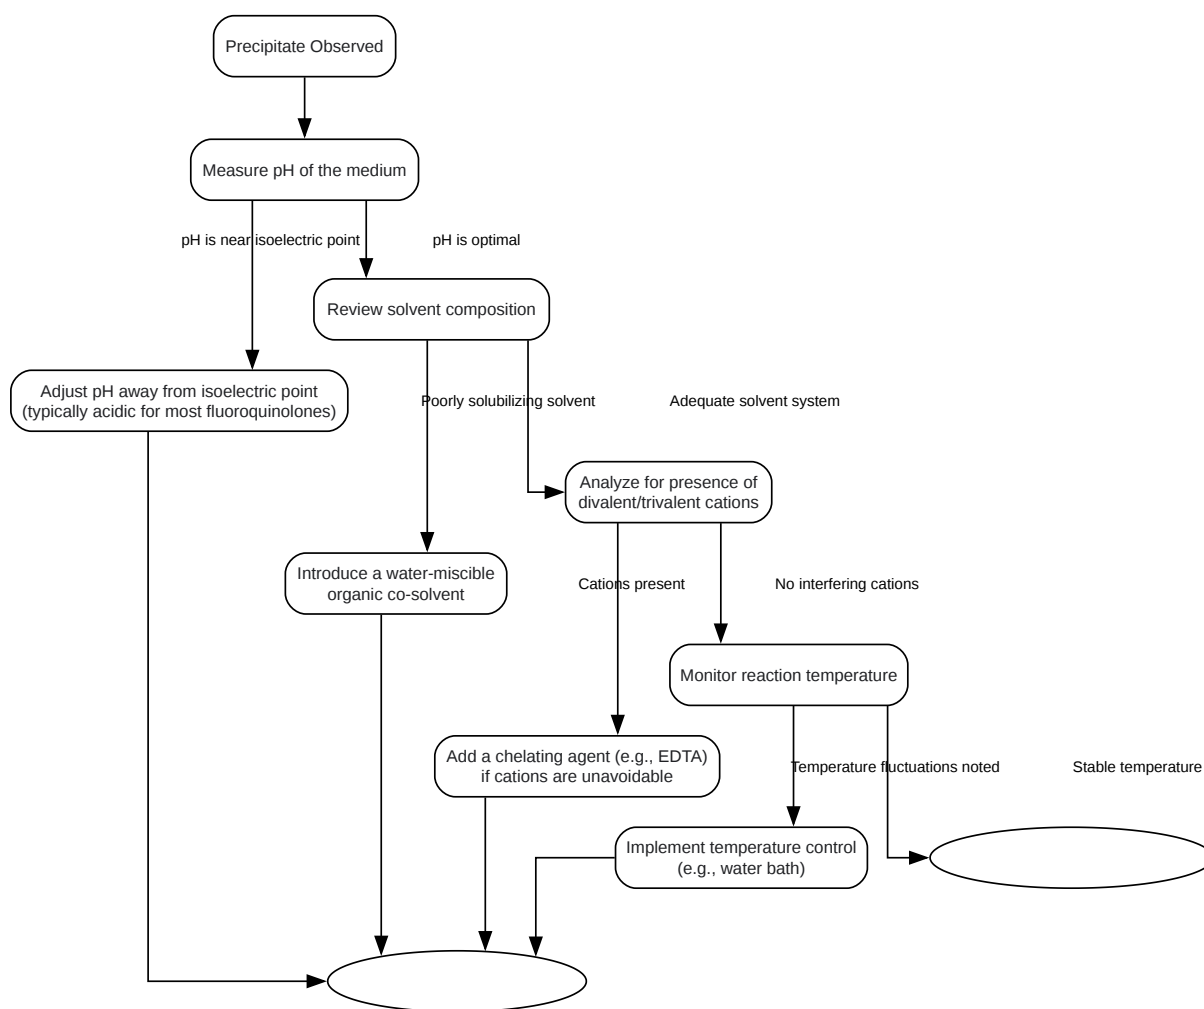 Precipitate Observed
Measure pH of the medium
pH is near isoelectric point
pH is optimal
Review solvent composition
Adjust pH away from isoelectric point
(typically acidic for most fluoroquinolones)
Poorly solubilizing solvent
Adequate solvent system
Analyze for presence of
divalent/trivalent cations
Introduce a water-miscible
organic co-solvent
Cations present
No interfering cations
Monitor reaction temperature
Add a chelating agent (e.g., EDTA)
if cations are unavoidable
Temperature fluctuations noted
Stable temperature
Implement temperature control
(e.g., water bath)